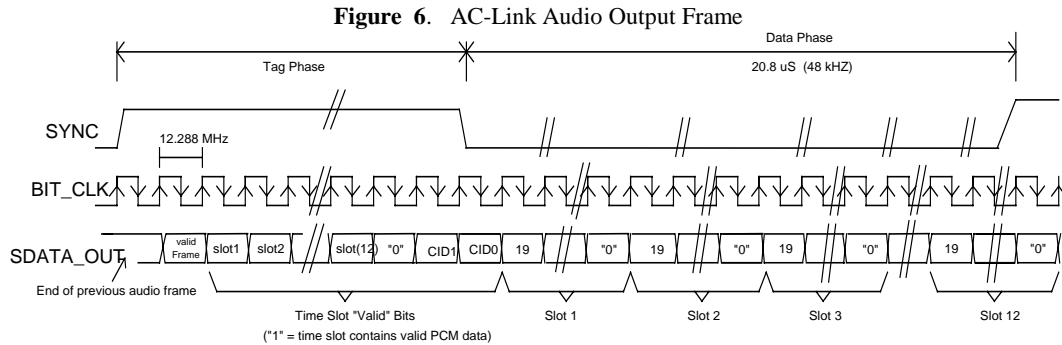 Figure 6. AC-Link Audio Output Frame
Data Phase
Tag Phase
20.8 uS (48 kHZ)
SYNC
12.288 MHz
BIT_CLK
SDATA_OUT
valid Frame
slot1
slot2
slot(12)
"0"
CID1
CID0
19
"0"
19
"0"
19
"0"
19
"0"
End of previous audio frame
Time Slot "Valid" Bits
("1" = time slot contains valid PCM data)
Slot 1
Slot 2
Slot 3
Slot 12